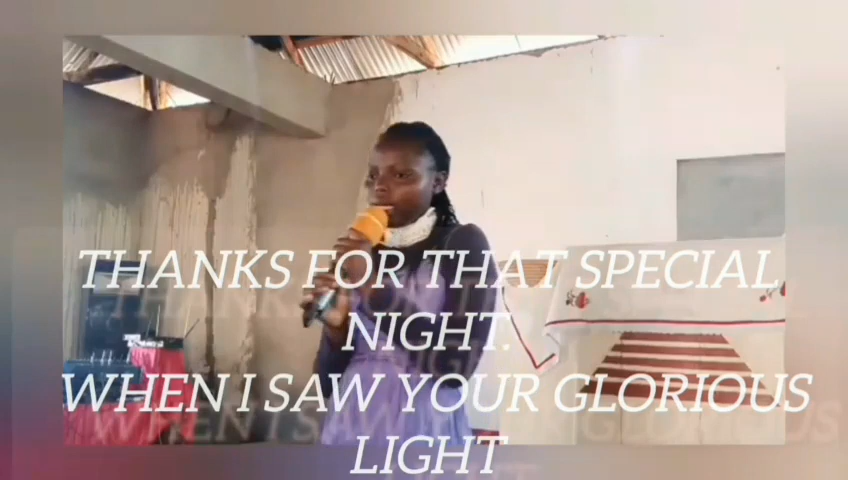 THANKS FOR THAT SPECIAL
NIGHT.
WHEN I SAW YOUR GLORIOUS
LIGHT